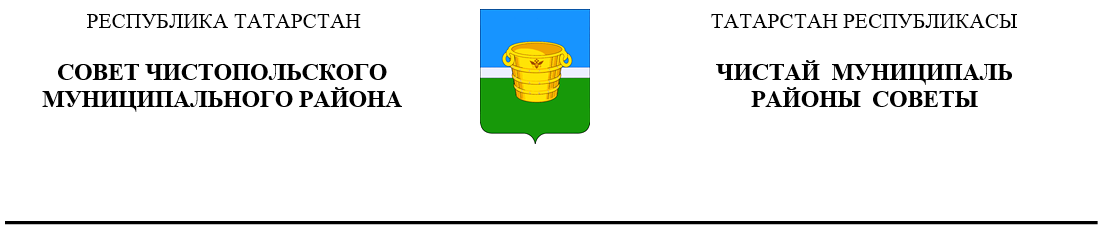 РЕСПУБЛИКА ТАТАРСТАН
СОВЕТ ЧИСТОПОЛЬСКОГО
МУНИЦИПАЛЬНОГО РАЙОНА
ТАТАРСТАН РЕСПУБЛИКАСЫ
ЧИСТАЙ МУНИЦИПАЛЬ
РАЙОНЫ СОВЕТЫ